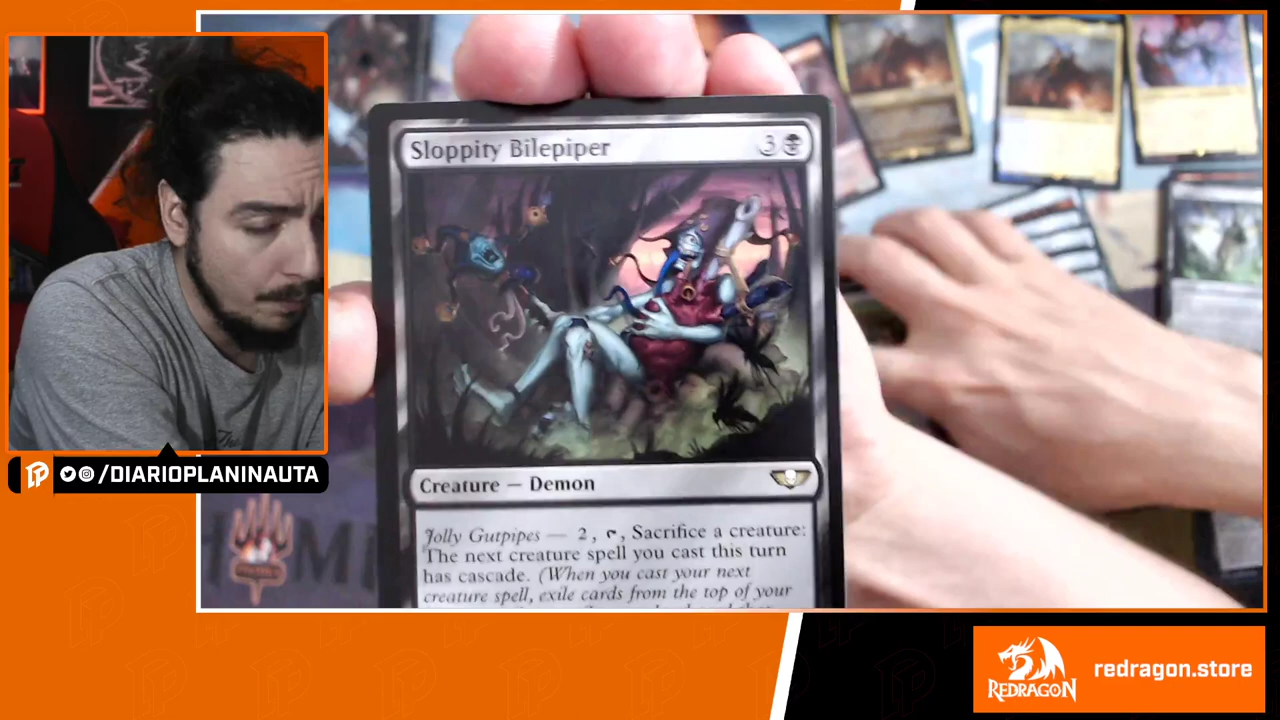 Sloppity Bilepiper 3
Creature — Demon
Jolly Gutpipes — 2, , Sacrifice a creature:
The next creature spell you cast this turn
has cascade. (When you cast your next
creature spell, exile cards from the top of your
/DIARIOPLANINAUTA
REDRAGON
redragon.store